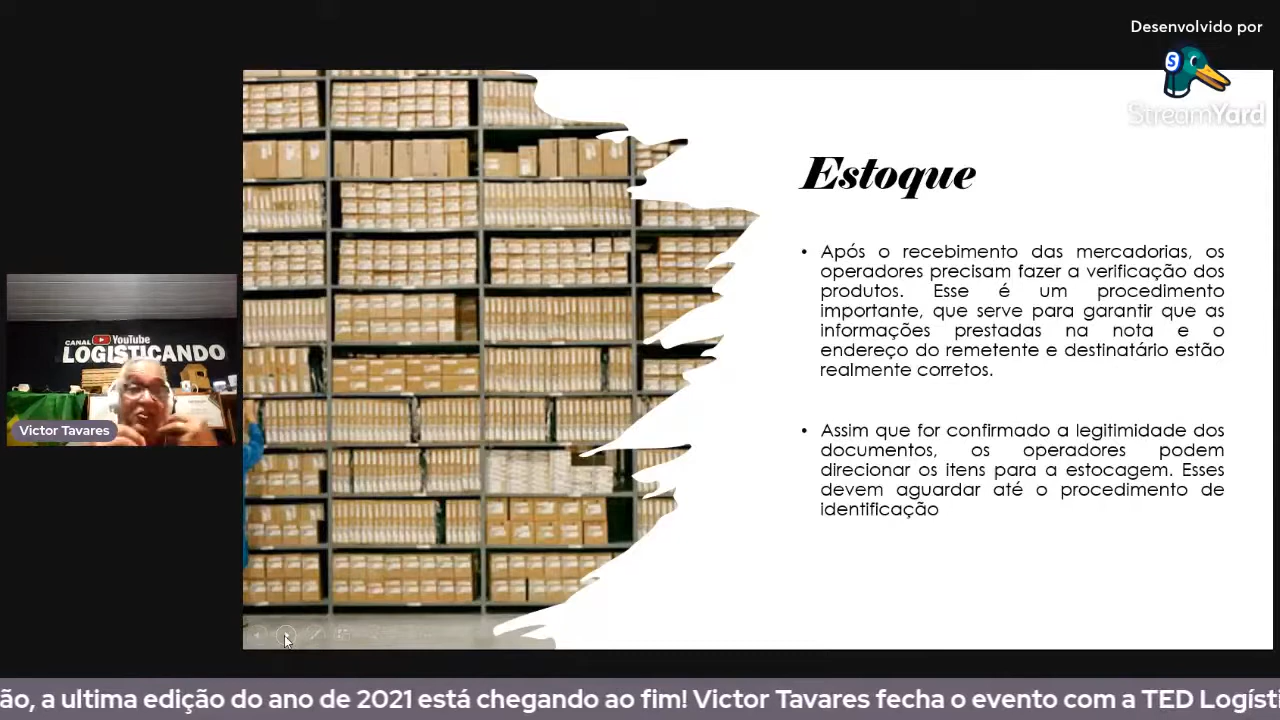 Desenvolvido por
StreamYard
Estoque
• Após o recebimento das mercadorias, os
operadores precisam fazer a verificação dos
produtos. Esse é um procedimento
importante, que serve para garantir que as
informações prestadas na nota e o
endereço do remetente e destinatário estão
realmente corretos.
• Assim que for confirmado a legitimidade dos
documentos, os operadores podem
direcionar os itens para a estocagem. Esses
devem aguardar até o procedimento de
identificação
CANAL YouTube
LOGISTICANDO
Victor Tavares
ão, a ultima edição do ano de 2021 está chegando ao fim! Victor Tavares fecha o evento com a TED Logísti